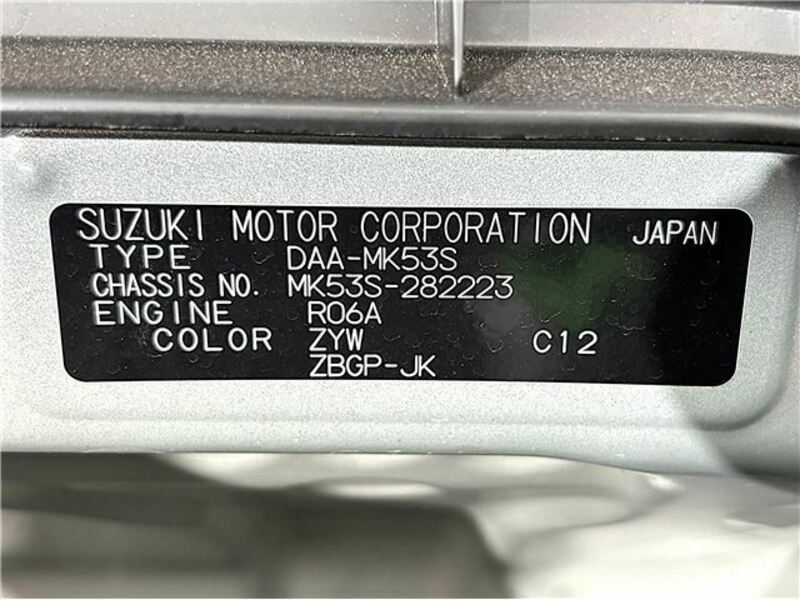 SUZUKI MOTOR CORPORATION JAPAN
TYPE DAA-MK53S
CHASSIS NO. MK53S-282223
ENGINE R06A
COLOR ZYW C12
ZBGP-JK